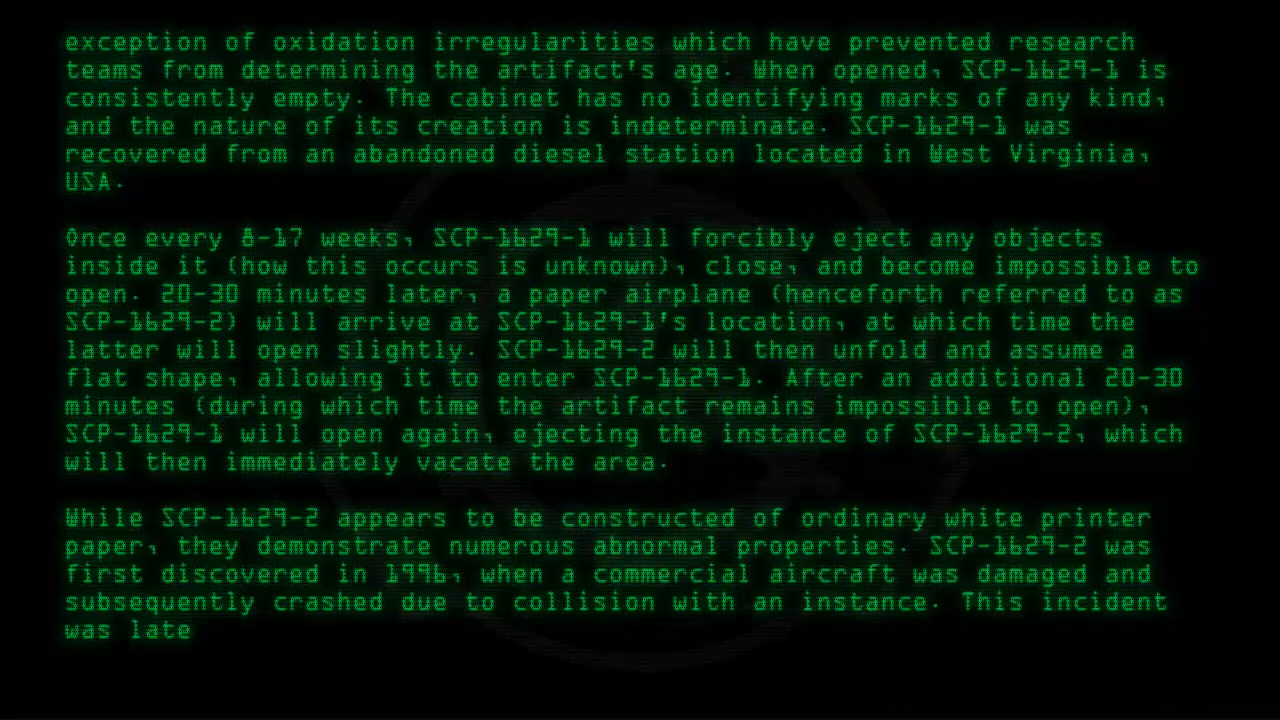 exception of oxidation irregularities which have prevented research
teams from determining the artifact's age. When opened, SCP-1629-1 is
consistently empty. The cabinet has no identifying marks of any kind,
and the nature of its creation is indeterminate. SCP-1629-1 was
recovered from an abandoned diesel station located in West Virginia,
USA.
Once every 8-17 weeks, SCP-1629-1 will forcibly eject any objects
inside it (how this occurs is unknown), close, and become impossible to
open. 20-30 minutes later, a paper airplane (henceforth referred to as
SCP-1629-2) will arrive at SCP-1629-1's location, at which time the
latter will open slightly. SCP-1629-2 will then unfold and assume a
flat shape, allowing it to enter SCP-1629-1. After an additional 20-30
minutes (during which time the artifact remains impossible to open),
SCP-1629-1 will open again, ejecting the instance of SCP-1629-2, which
will then immediately vacate the area.
While SCP-1629-2 appears to be constructed of ordinary white printer
paper, they demonstrate numerous abnormal properties. SCP-1629-2 was
first discovered in 1996, when a commercial aircraft was damaged and
subsequently crashed due to collision with an instance. This incident
was late